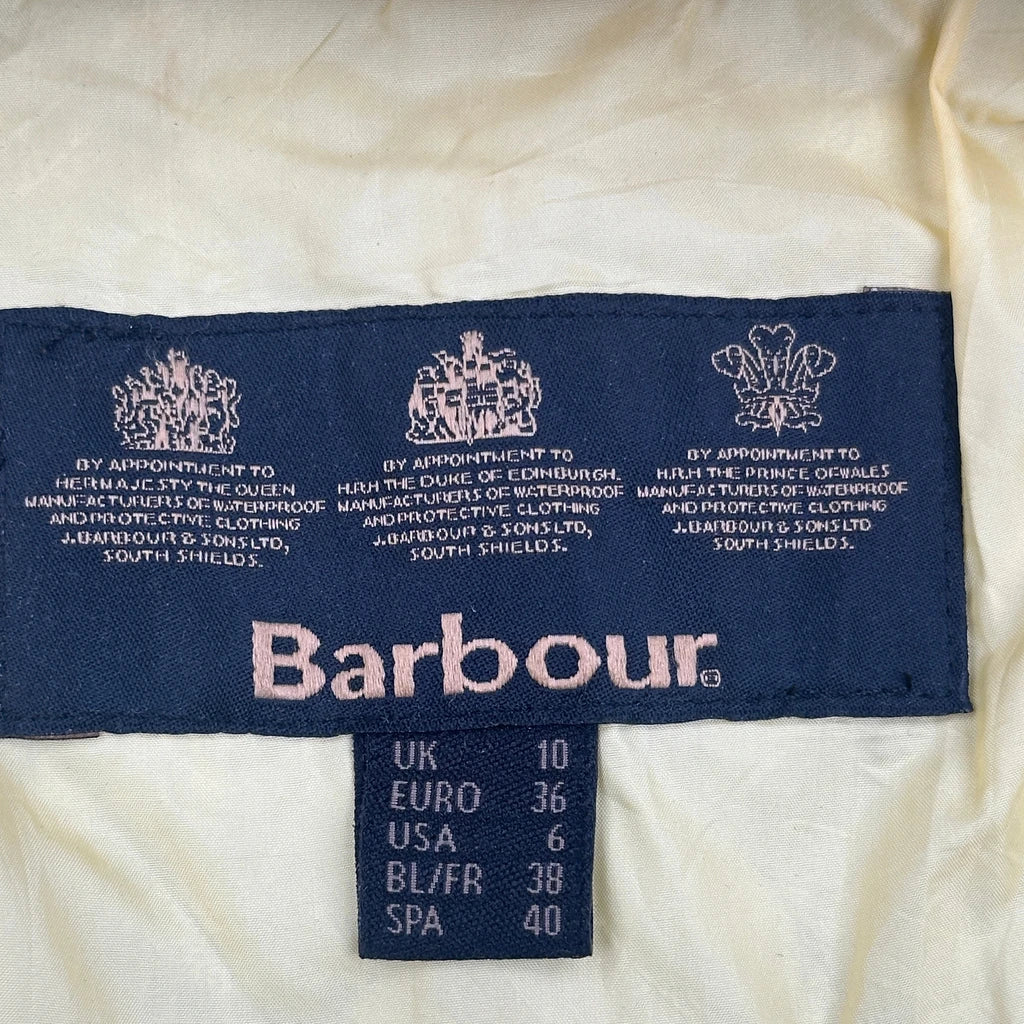 BY APPOINTMENT TO
HER MAJESTY THE QUEEN
MANUFACTURERS OF WATERPROOF
AND PROTECTIVE CLOTHING
J. BARBOUR & SONS LTD,
SOUTH SHIELDS.
BY APPOINTMENT TO
H.R.H THE DUKE OF EDINBURGH.
MANUFACTURERS OF WATERPROOF
AND PROTECTIVE CLOTHING
J. BARBOUR & SONS LTD,
SOUTH SHIELDS.
BY APPOINTMENT TO
H.R.H THE PRINCE OF WALES
MANUFACTURERS OF WATERPROOF
AND PROTECTIVE CLOTHING
J. BARBOUR & SONS LTD
SOUTH SHIELDS.
Barbour®
UK 10
EURO 36
USA 6
BL/FR 38
SPA 40